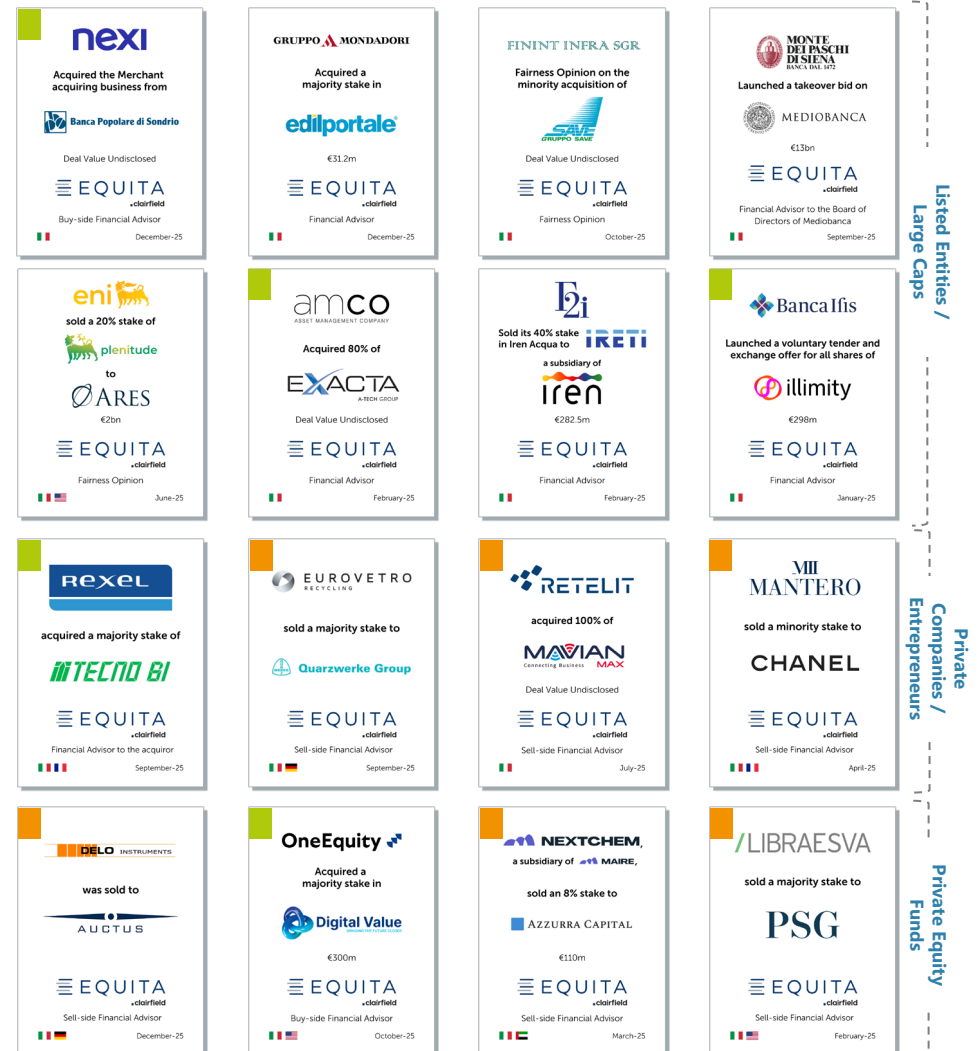 nexi
Acquired the Merchant
acquiring business from
Banca Popolare di Sondrio
Deal Value Undisclosed
EQUITA
.clairfield
Buy-side Financial Advisor
December-25
GRUPPO MONDADORI
Acquired a
majority stake in
edilportale®
€31.2m
EQUITA
.clairfield
Financial Advisor
December-25
FININT INFRA SGR
Fairness Opinion on the
minority acquisition of
SAVE
GRUPPO SAVE
Deal Value Undisclosed
EQUITA
.clairfield
Fairness Opinion
October-25
MONTE
DEI PASCHI
DI SIENA
BANCA DAL 1472
Launched a takeover bid on
MEDIOBANCA
€13bn
EQUITA
.clairfield
Financial Advisor to the Board of
Directors of Mediobanca
September-25
Listed Entities /
Large Caps
eni
sold a 20% stake of
plenitude
to
ARES
€2bn
EQUITA
.clairfield
Fairness Opinion
June-25
amco
ASSET MANAGEMENT COMPANY
Acquired 80% of
EXACTA
A-TECH GROUP
Deal Value Undisclosed
EQUITA
.clairfield
Financial Advisor
February-25
F2i
Sold its 40% stake
in Iren Acqua to
IRETI
a subsidiary of
iren
€282.5m
EQUITA
.clairfield
Financial Advisor
February-25
Banca Ifis
Launched a voluntary tender and
exchange offer for all shares of
illimity
€298m
EQUITA
.clairfield
Financial Advisor
January-25
REXEL
acquired a majority stake of
TECNO BI
EQUITA
.clairfield
Financial Advisor to the acquiror
September-25
EUROVETRO
RECYCLING
sold a majority stake to
Quarzwerke Group
EQUITA
.clairfield
Sell-side Financial Advisor
September-25
RETELIT
acquired 100% of
MAVIAN
Connecting Business MAX
Deal Value Undisclosed
EQUITA
.clairfield
Sell-side Financial Advisor
July-25
MANTERO
sold a minority stake to
CHANEL
EQUITA
.clairfield
Sell-side Financial Advisor
April-25
Private
Companies /
Entrepreneurs
DELO INSTRUMENTS
was sold to
AUCTUS
EQUITA
.clairfield
Sell-side Financial Advisor
December-25
OneEquity
Acquired a
majority stake in
Digital Value
€300m
EQUITA
.clairfield
Buy-side Financial Advisor
October-25
NEXTCHEM,
a subsidiary of MAIRE,
sold an 8% stake to
AZZURRA CAPITAL
€110m
EQUITA
.clairfield
Sell-side Financial Advisor
March-25
/LIBRAESVA
sold a majority stake to
PSG
EQUITA
.clairfield
Sell-side Financial Advisor
February-25
Private Equity
Funds